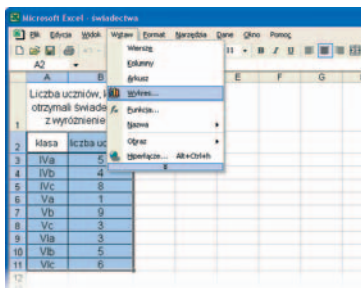 Microsoft Excel - świadectwa
Plik Edycja Widok Wstaw Format Narzędzia Dane Okno Pomoc
A2
Wiersze
Kolumny
Arkusz
Wykres...
Funkcja...
Nazwa
Obraz
Hiperłącze... Alt+Ctrl+h
A B E F G
Liczba uczniów, k
otrzymali świade
z wyróżnienie
1
2 klasa liczba uc
3 IVa 5
4 IVb 4
5 IVc 8
6 Va 1
7 Vb 9
8 Vc 3
9 VIa 3
10 VIb 5
11 VIc 6
12